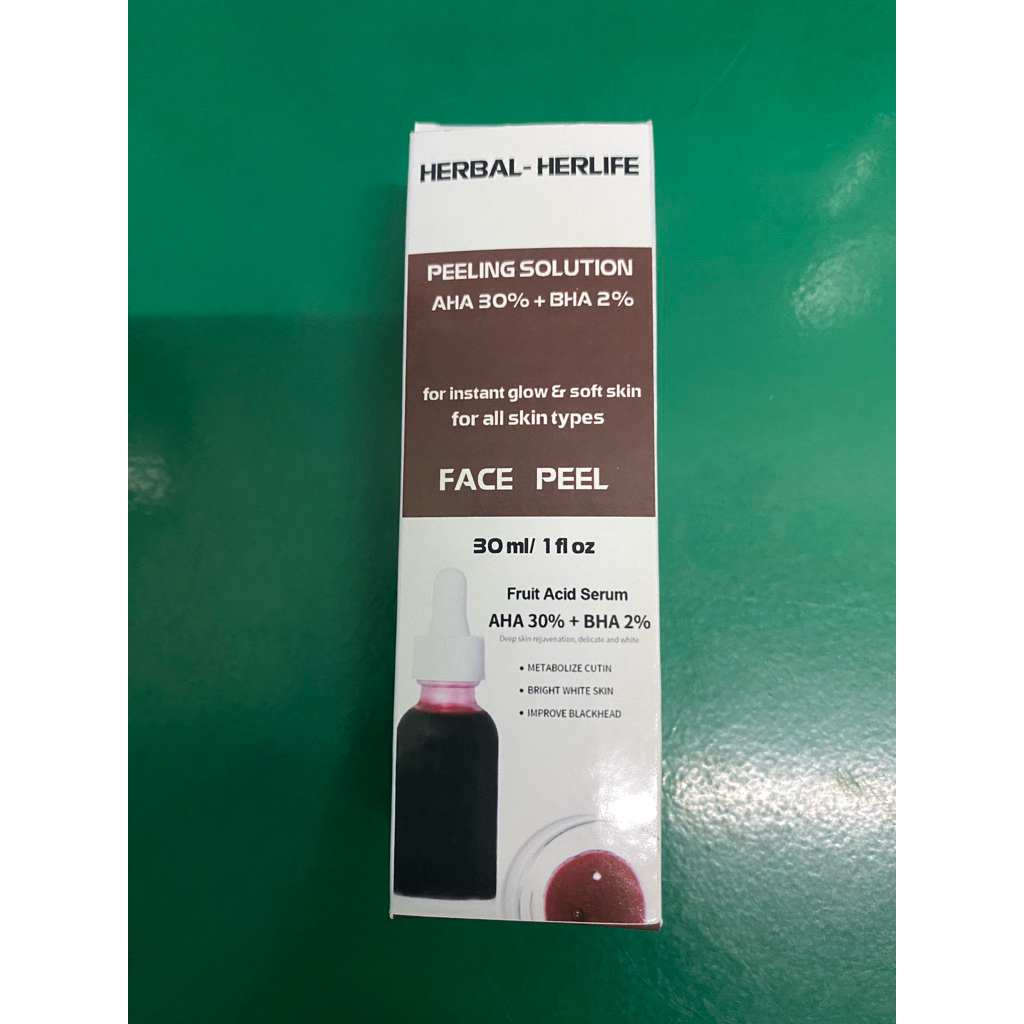 HERBAL- HERLIFE
PEELING SOLUTION
AHA 30% + BHA 2%
for instant glow & soft skin
for all skin types
FACE PEEL
30 ml/ 1 fl oz
Fruit Acid Serum
AHA 30% + BHA 2%
Deep skin rejuvenation, delicate and white
• METABOLIZE CUTIN
• BRIGHT WHITE SKIN
• IMPROVE BLACKHEAD